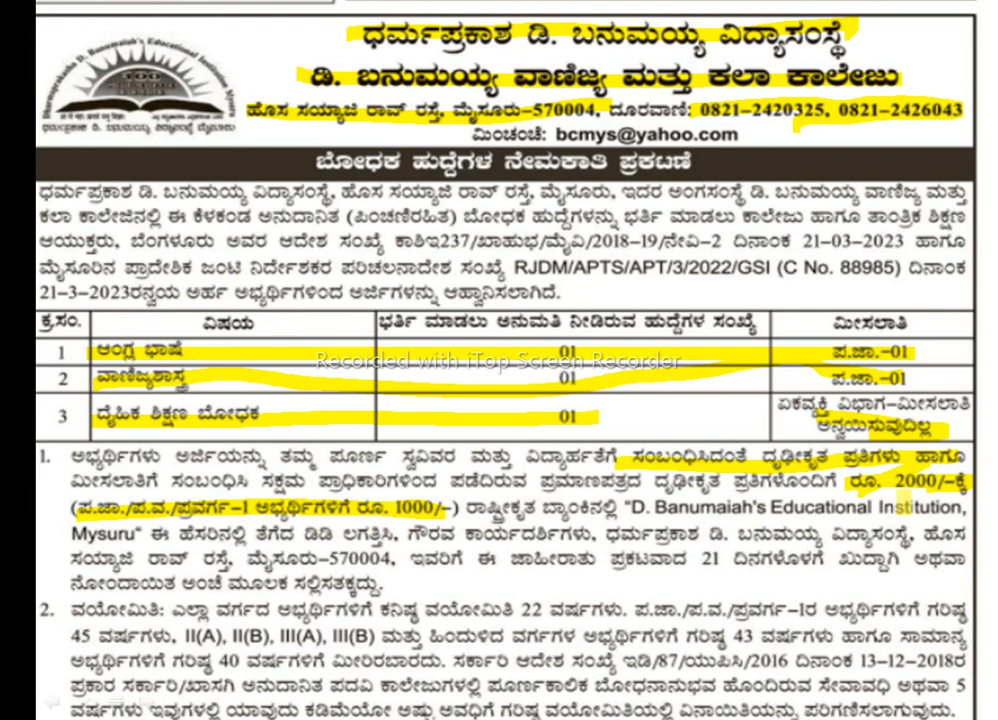 Dharmaprakasha D. Banumaiah's Educational Institution Mysuru
100
ಧರ್ಮಪ್ರಕಾಶ ಡಿ. ಬನುಮಯ್ಯ ವಿದ್ಯಾಸಂಸ್ಥೆ ಮೈಸೂರು
ಧರ್ಮಪ್ರಕಾಶ ಡಿ. ಬನುಮಯ್ಯ ವಿದ್ಯಾಸಂಸ್ಥೆ
ಡಿ. ಬನುಮಯ್ಯ ವಾಣಿಜ್ಯ ಮತ್ತು ಕಲಾ ಕಾಲೇಜು
ಹೊಸ ಸಯ್ಯಾಜಿ ರಾವ್ ರಸ್ತೆ, ಮೈಸೂರು-570004, ದೂರವಾಣಿ: 0821-2420325, 0821-2426043
ಮಿಂಚಂಚೆ: bcmys@yahoo.com
ಬೋಧಕ ಹುದ್ದೆಗಳ ನೇಮಕಾತಿ ಪ್ರಕಟಣೆ
ಧರ್ಮಪ್ರಕಾಶ ಡಿ. ಬನುಮಯ್ಯ ವಿದ್ಯಾಸಂಸ್ಥೆ, ಹೊಸ ಸಯ್ಯಾಜಿ ರಾವ್ ರಸ್ತೆ, ಮೈಸೂರು, ಇದರ ಅಂಗಸಂಸ್ಥೆ ಡಿ. ಬನುಮಯ್ಯ ವಾಣಿಜ್ಯ ಮತ್ತು
ಕಲಾ ಕಾಲೇಜಿನಲ್ಲಿ ಈ ಕೆಳಕಂಡ ಅನುದಾನಿತ (ಪಿಂಚಣಿರಹಿತ) ಬೋಧಕ ಹುದ್ದೆಗಳನ್ನು ಭರ್ತಿ ಮಾಡಲು ಕಾಲೇಜು ಹಾಗೂ ತಾಂತ್ರಿಕ ಶಿಕ್ಷಣ
ಆಯುಕ್ತರು, ಬೆಂಗಳೂರು ಅವರ ಆದೇಶ ಸಂಖ್ಯೆ ಕಾಶಿಇ237/ಖಾಹುಭ/ಮೈವಿ/2018-19/ನೇವಿ-2 ದಿನಾಂಕ 21-03-2023 ಹಾಗೂ
ಮೈಸೂರಿನ ಪ್ರಾದೇಶಿಕ ಜಂಟಿ ನಿರ್ದೇಶಕರ ಪರಿಚಲನಾದೇಶ ಸಂಖ್ಯೆ RJDM/APTS/APT/3/2022/GSI (C No. 88985) ದಿನಾಂಕ
21-3-2023ರನ್ವಯ ಅರ್ಹ ಅಭ್ಯರ್ಥಿಗಳಿಂದ ಅರ್ಜಿಗಳನ್ನು ಆಹ್ವಾನಿಸಲಾಗಿದೆ.
ಕ್ರ.ಸಂ. ವಿಷಯ ಭರ್ತಿ ಮಾಡಲು ಅನುಮತಿ ನೀಡಿರುವ ಹುದ್ದೆಗಳ ಸಂಖ್ಯೆ ಮೀಸಲಾತಿ
1 ಆಂಗ್ಲ ಭಾಷೆ 01 ಪ.ಜಾ.-01
Recorded with iTop Screen Recorder
2 ವಾಣಿಜ್ಯಶಾಸ್ತ್ರ 01 ಪ.ಜಾ.-01
3 ದೈಹಿಕ ಶಿಕ್ಷಣ ಬೋಧಕ 01 ಏಕವ್ಯಕ್ತಿ ವಿಭಾಗ-ಮೀಸಲಾತಿ
ಅನ್ವಯಿಸುವುದಿಲ್ಲ
1. ಅಭ್ಯರ್ಥಿಗಳು ಅರ್ಜಿಯನ್ನು ತಮ್ಮ ಪೂರ್ಣ ಸ್ವವಿವರ ಮತ್ತು ವಿದ್ಯಾರ್ಹತೆಗೆ ಸಂಬಂಧಿಸಿದಂತೆ ದೃಢೀಕೃತ ಪ್ರತಿಗಳು ಹಾಗೂ
ಮೀಸಲಾತಿಗೆ ಸಂಬಂಧಿಸಿ ಸಕ್ಷಮ ಪ್ರಾಧಿಕಾರಿಗಳಿಂದ ಪಡೆದಿರುವ ಪ್ರಮಾಣಪತ್ರದ ದೃಢೀಕೃತ ಪ್ರತಿಗಳೊಂದಿಗೆ ರೂ. 2000/-ಕ್ಕೆ
(ಪ.ಜಾ./ಪ.ವ./ಪ್ರವರ್ಗ-1 ಅಭ್ಯರ್ಥಿಗಳಿಗೆ ರೂ. 1000/-) ರಾಷ್ಟ್ರೀಕೃತ ಬ್ಯಾಂಕಿನಲ್ಲಿ "D. Banumaiah's Educational Institution,
Mysuru" ಈ ಹೆಸರಿನಲ್ಲಿ ತೆಗೆದ ಡಿಡಿ ಲಗತ್ತಿಸಿ, ಗೌರವ ಕಾರ್ಯದರ್ಶಿಗಳು, ಧರ್ಮಪ್ರಕಾಶ ಡಿ. ಬನುಮಯ್ಯ ವಿದ್ಯಾಸಂಸ್ಥೆ, ಹೊಸ
ಸಯ್ಯಾಜಿ ರಾವ್ ರಸ್ತೆ, ಮೈಸೂರು-570004, ಇವರಿಗೆ ಈ ಜಾಹೀರಾತು ಪ್ರಕಟವಾದ 21 ದಿನಗಳೊಳಗೆ ಖುದ್ದಾಗಿ ಅಥವಾ
ನೋಂದಾಯಿತ ಅಂಚೆ ಮೂಲಕ ಸಲ್ಲಿಸತಕ್ಕದ್ದು.
2. ವಯೋಮಿತಿ: ಎಲ್ಲಾ ವರ್ಗದ ಅಭ್ಯರ್ಥಿಗಳಿಗೆ ಕನಿಷ್ಠ ವಯೋಮಿತಿ 22 ವರ್ಷಗಳು. ಪ.ಜಾ./ಪ.ವ./ಪ್ರವರ್ಗ-1ರ ಅಭ್ಯರ್ಥಿಗಳಿಗೆ ಗರಿಷ್ಠ
45 ವರ್ಷಗಳು, II(A), II(B), III(A), III(B) ಮತ್ತು ಹಿಂದುಳಿದ ವರ್ಗಗಳ ಅಭ್ಯರ್ಥಿಗಳಿಗೆ ಗರಿಷ್ಠ 43 ವರ್ಷಗಳು ಹಾಗೂ ಸಾಮಾನ್ಯ
ಅಭ್ಯರ್ಥಿಗಳಿಗೆ ಗರಿಷ್ಠ 40 ವರ್ಷಗಳಿಗೆ ಮೀರಿರಬಾರದು. ಸರ್ಕಾರಿ ಆದೇಶ ಸಂಖ್ಯೆ ಇಡಿ/87/ಯುಪಿಸಿ/2016 ದಿನಾಂಕ 13-12-2018ರ
ಪ್ರಕಾರ ಸರ್ಕಾರಿ/ಖಾಸಗಿ ಅನುದಾನಿತ ಪದವಿ ಕಾಲೇಜುಗಳಲ್ಲಿ ಪೂರ್ಣಕಾಲಿಕ ಬೋಧನಾನುಭವ ಹೊಂದಿರುವ ಸೇವಾವಧಿ ಅಥವಾ 5
ವರ್ಷಗಳು ಇವುಗಳಲ್ಲಿ ಯಾವುದು ಕಡಿಮೆಯೋ ಅಷ್ಟು ಅವಧಿಗೆ ಗರಿಷ್ಠ ವಯೋಮಿತಿಯಲ್ಲಿ ವಿನಾಯಿತಿಯನ್ನು ಪರಿಗಣಿಸಲಾಗುವುದು.